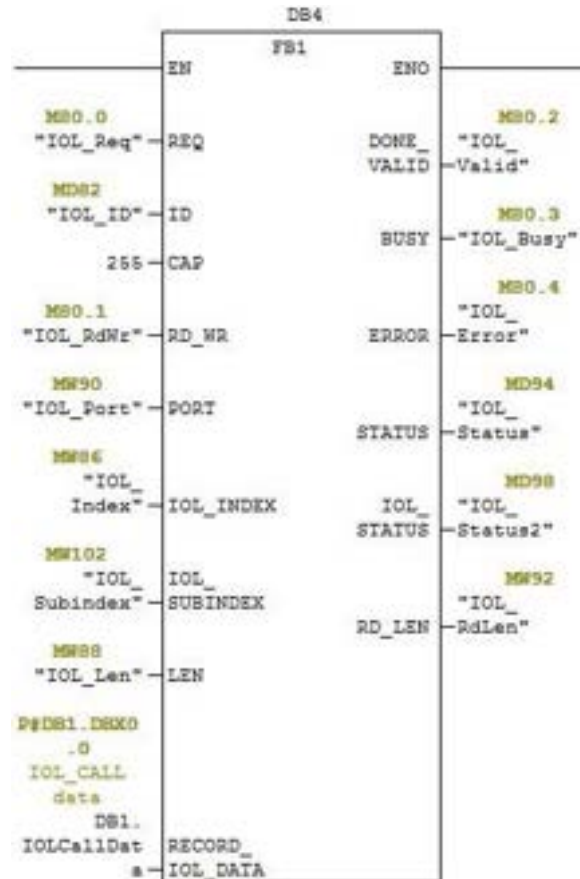 DB4
FB1
EN
ENO
M80.0
"IOL_Req"
REQ
MD82
"IOL_ID"
ID
255
CAP
M80.1
"IOL_RdWr"
RD_WR
MW90
"IOL_Port"
PORT
MW86
"IOL_
Index"
IOL_INDEX
MW102
"IOL_
Subindex"
IOL_
SUBINDEX
MW88
"IOL_Len"
LEN
P#DB1.DBX0
.0
IOL_CALL
data
DB1.
IOLCallDat
a
RECORD_
IOL_DATA
M80.2
DONE_
VALID
"IOL_
Valid"
M80.3
BUSY
"IOL_Busy"
M80.4
ERROR
"IOL_
Error"
MD94
STATUS
"IOL_
Status"
MD98
IOL_
STATUS
"IOL_
Status2"
MW92
RD_LEN
"IOL_
RdLen"